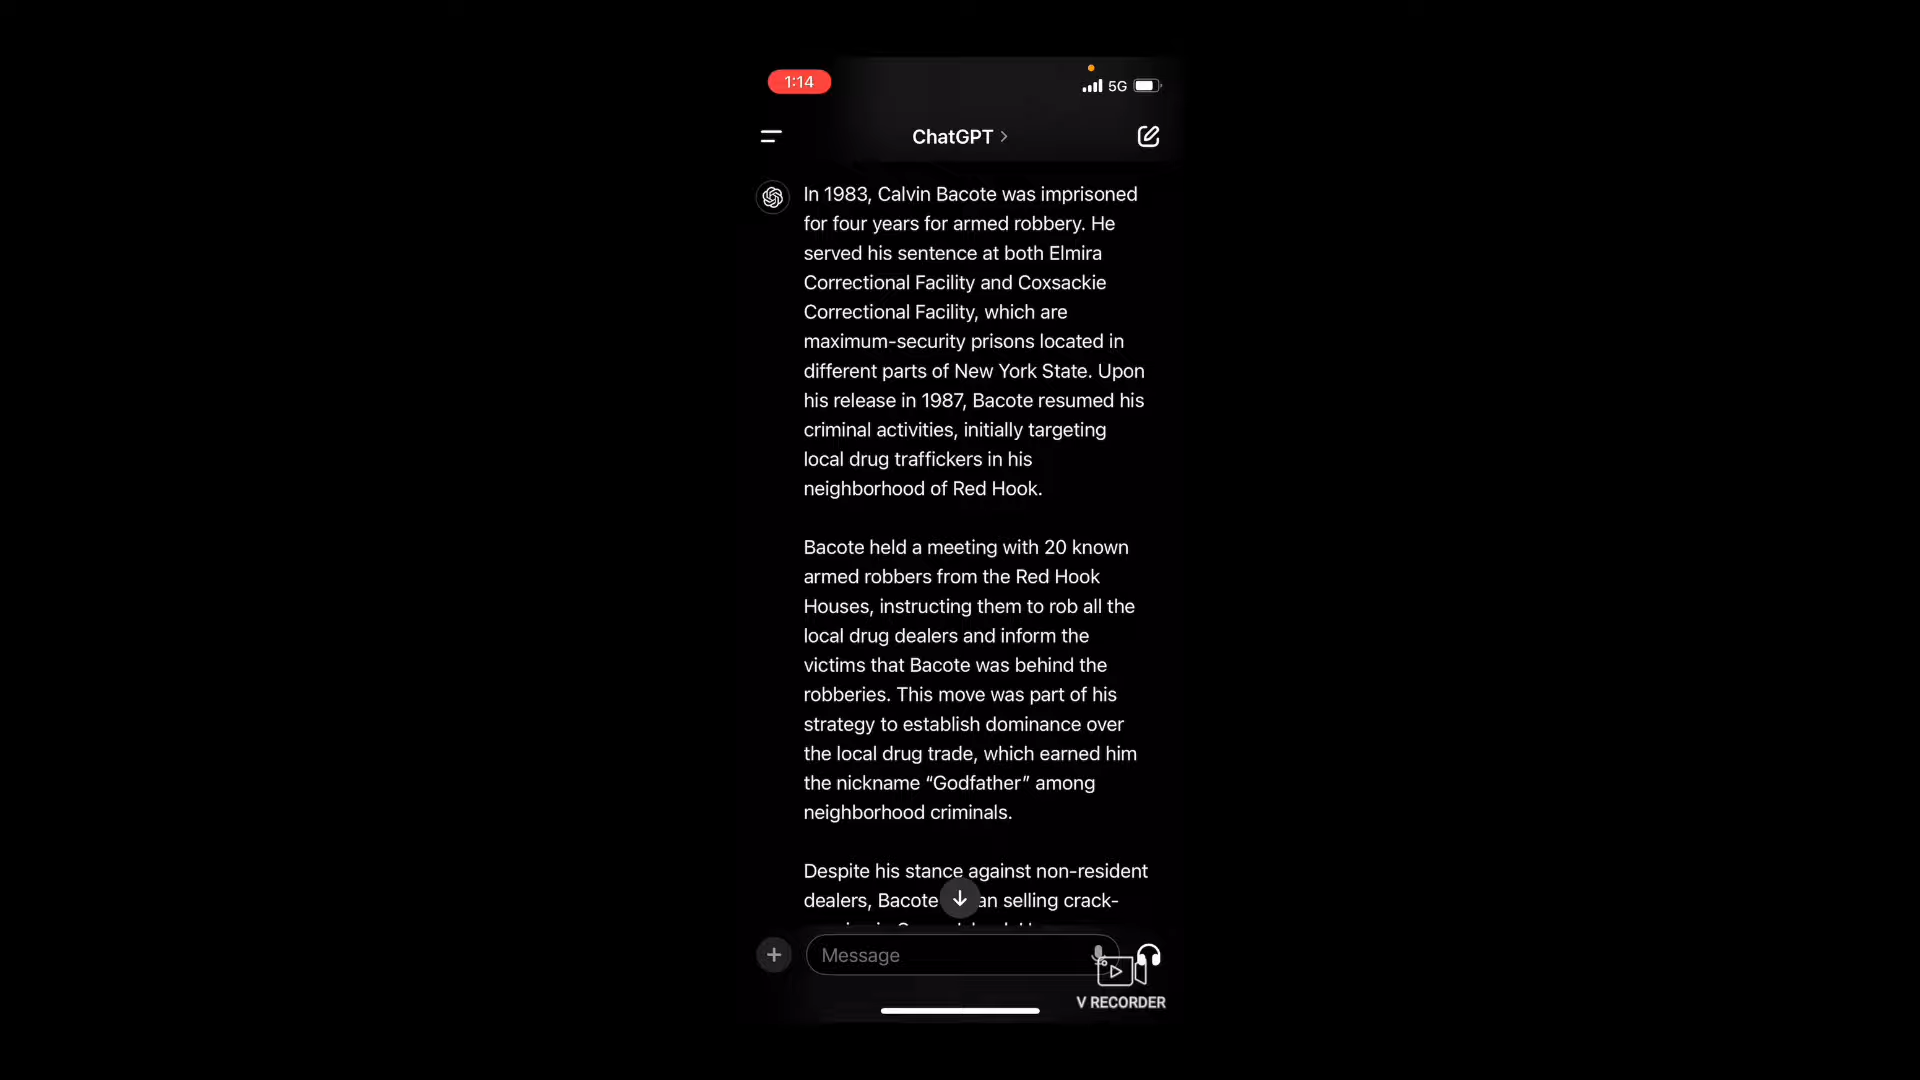 1:14
5G
ChatGPT
In 1983, Calvin Bacote was imprisoned
for four years for armed robbery. He
served his sentence at both Elmira
Correctional Facility and Coxsackie
Correctional Facility, which are
maximum-security prisons located in
different parts of New York State. Upon
his release in 1987, Bacote resumed his
criminal activities, initially targeting
local drug traffickers in his
neighborhood of Red Hook.
Bacote held a meeting with 20 known
armed robbers from the Red Hook
Houses, instructing them to rob all the
local drug dealers and inform the
victims that Bacote was behind the
robberies. This move was part of his
strategy to establish dominance over
the local drug trade, which earned him
the nickname “Godfather” among
neighborhood criminals.
Despite his stance against non-resident
dealers, Bacote an selling crack-
Message
V RECORDER